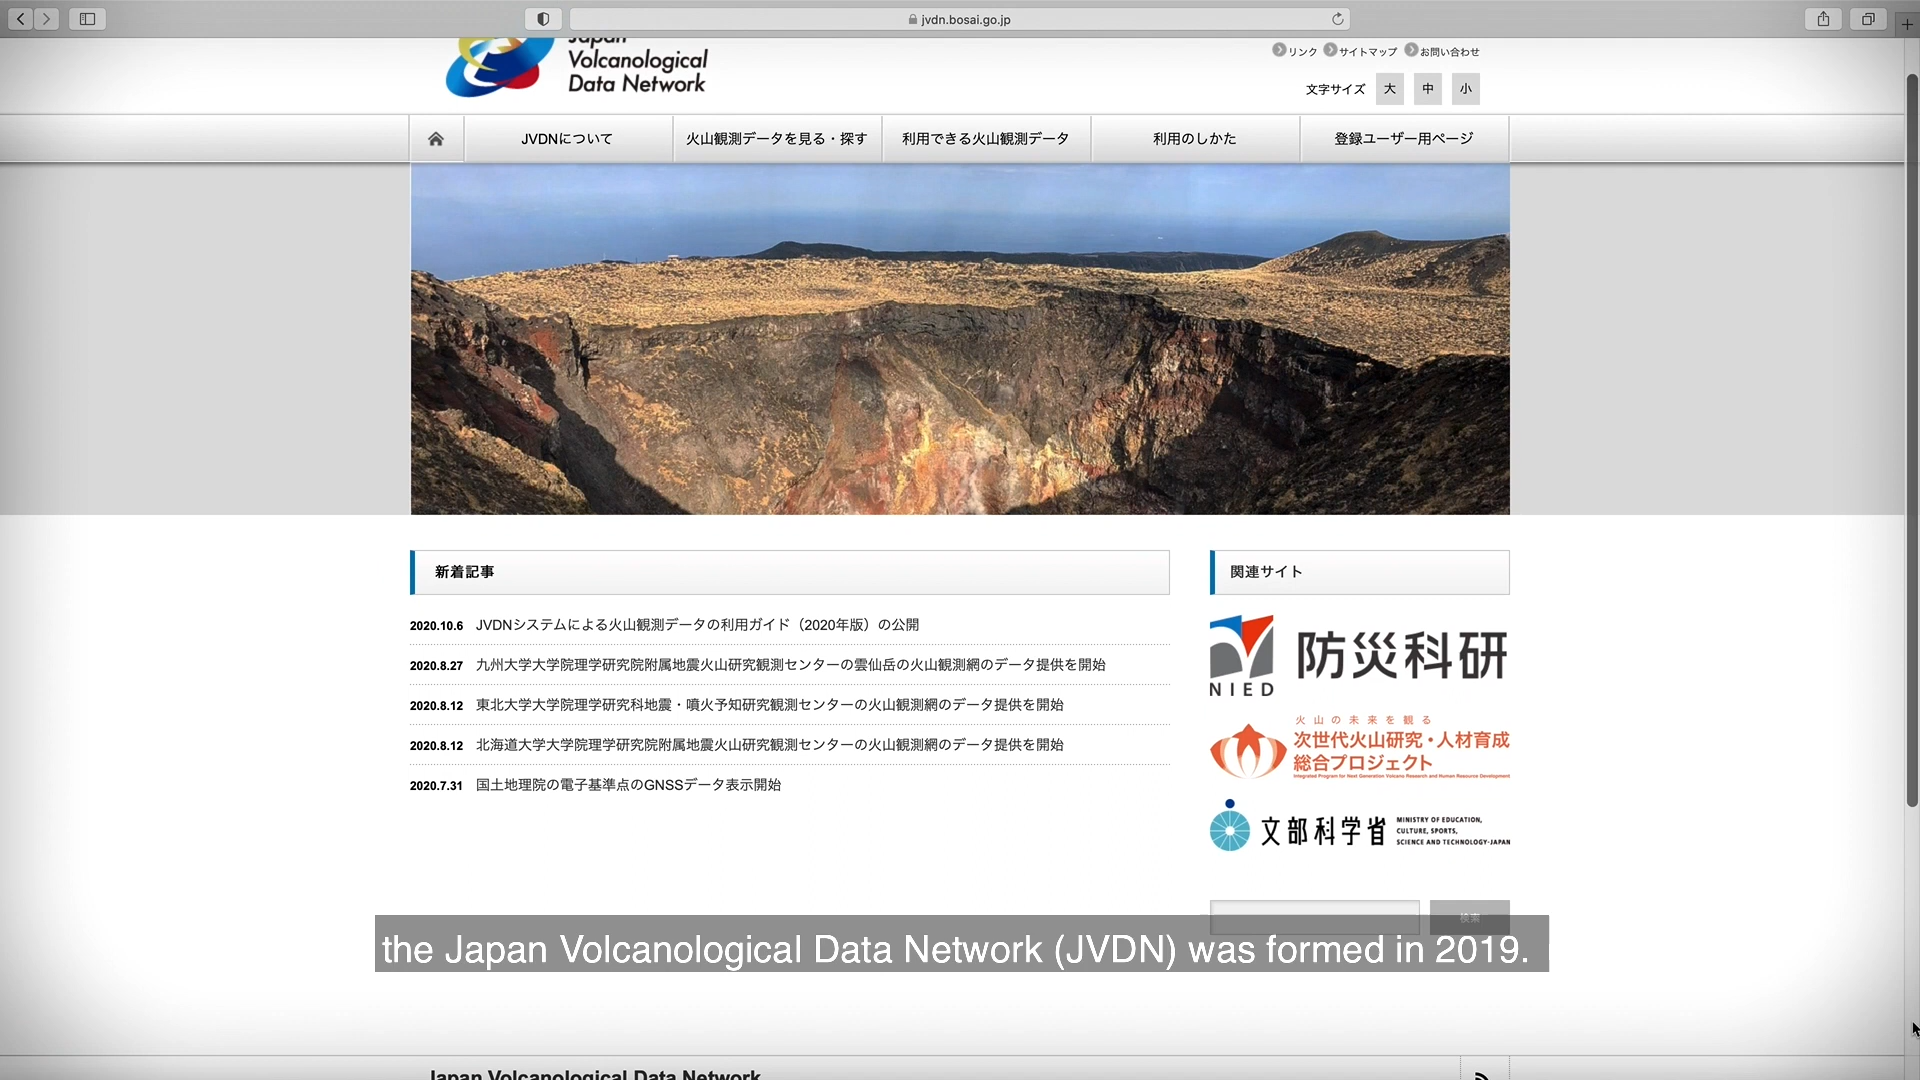 jvdn.bosai.go.jp
Japan
Volcanological
Data Network
リンク サイトマップ お問い合わせ
文字サイズ 大 中 小
JVDNについて 火山観測データを見る・探す 利用できる火山観測データ 利用のしかた 登録ユーザー用ページ
新着記事
2020.10.6 JVDNシステムによる火山観測データの利用ガイド（2020年版）の公開
2020.8.27 九州大学大学院理学研究院附属地震火山研究観測センターの雲仙岳の火山観測網のデータ提供を開始
2020.8.12 東北大学大学院理学研究科地震・噴火予知研究観測センターの火山観測網のデータ提供を開始
2020.8.12 北海道大学大学院理学研究院附属地震火山研究観測センターの火山観測網のデータ提供を開始
2020.7.31 国土地理院の電子基準点のGNSSデータ表示開始
関連サイト
NIED 防災科研
火山の未来を観る
次世代火山研究・人材育成
総合プロジェクト
Integrated Program for Next Generation Volcano Research and Human Resource Development
文部科学省
MINISTRY OF EDUCATION,
CULTURE, SPORTS,
SCIENCE AND TECHNOLOGY-JAPAN
検索
the Japan Volcanological Data Network (JVDN) was formed in 2019.
Japan Volcanological Data Network